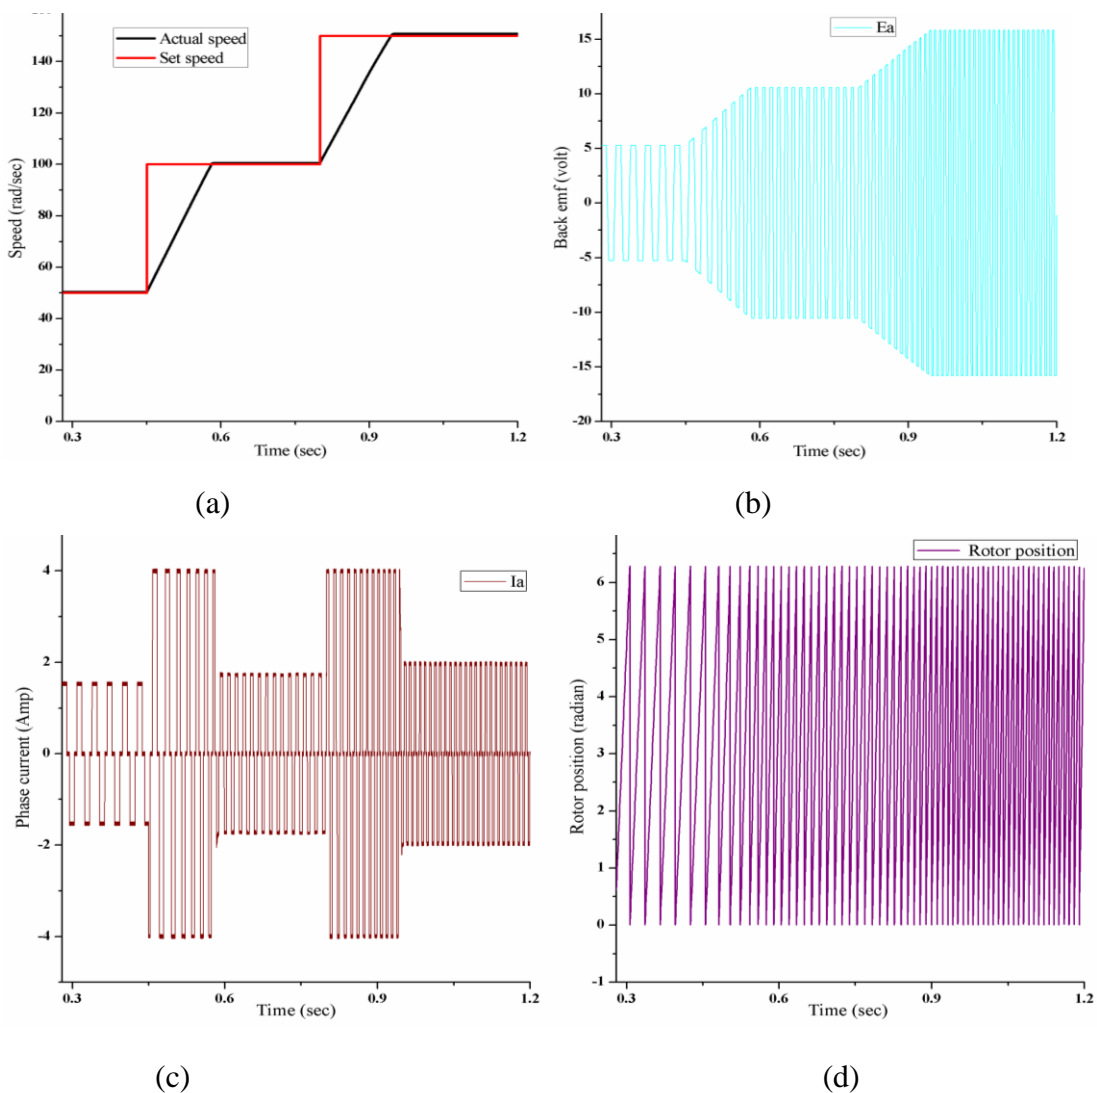 Actual speed
Set speed
140
120
100
80
60
40
20
0
0.3
0.6
0.9
1.2
Speed (rad/sec)
Time (sec)
(a)
Ea
15
10
5
0
-5
-10
-15
-20
0.3
0.6
0.9
1.2
Back emf (volt)
Time (sec)
(b)
Ia
4
2
0
-2
-4
0.3
0.6
0.9
1.2
Phase current (Amp)
Time (sec)
(c)
Rotor position
6
5
4
3
2
1
0
-1
0.3
0.6
0.9
1.2
Rotor position (radian)
Time (sec)
(d)